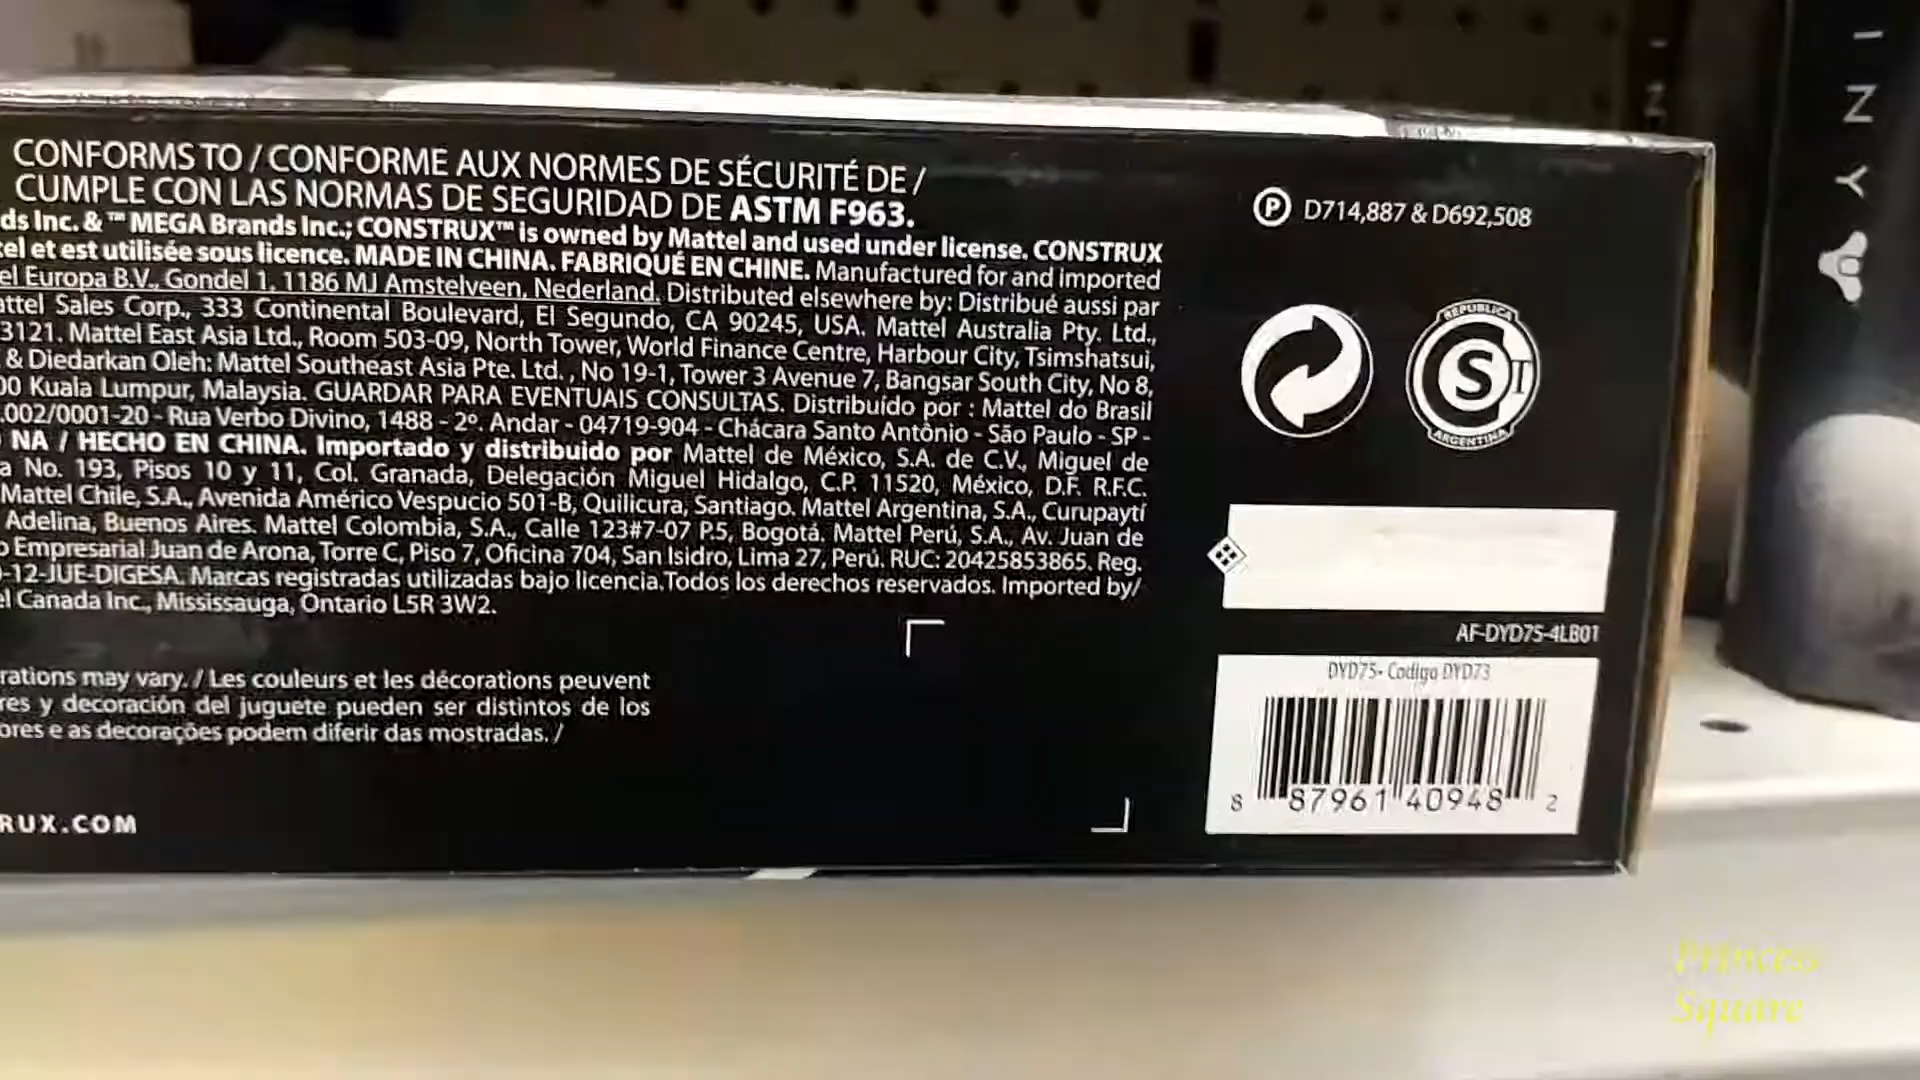 CONFORMS TO / CONFORME AUX NORMES DE SÉCURITÉ DE /
CUMPLE CON LAS NORMAS DE SEGURIDAD DE ASTM F963.
ds Inc. & ™ MEGA Brands Inc.; CONSTRUX™ is owned by Mattel and used under license. CONSTRUX
el et est utilisée sous licence. MADE IN CHINA. FABRIQUÉ EN CHINE. Manufactured for and imported
el Europa B.V., Gondel 1, 1186 MJ Amstelveen, Nederland. Distributed elsewhere by: Distribué aussi par
attel Sales Corp., 333 Continental Boulevard, El Segundo, CA 90245, USA. Mattel Australia Pty. Ltd.,
3121. Mattel East Asia Ltd., Room 503-09, North Tower, World Finance Centre, Harbour City, Tsimshatsui,
& Diedarkan Oleh: Mattel Southeast Asia Pte. Ltd., No 19-1, Tower 3 Avenue 7, Bangsar South City, No 8,
00 Kuala Lumpur, Malaysia. GUARDAR PARA EVENTUAIS CONSULTAS. Distribuído por : Mattel do Brasil
.002/0001-20 - Rua Verbo Divino, 1488 - 2º. Andar - 04719-904 - Chácara Santo Antônio - São Paulo - SP -
NA / HECHO EN CHINA. Importado y distribuido por Mattel de México, S.A. de C.V., Miguel de
a No. 193, Pisos 10 y 11, Col. Granada, Delegación Miguel Hidalgo, C.P. 11520, México, D.F. R.F.C.
Mattel Chile, S.A., Avenida Américo Vespucio 501-B, Quilicura, Santiago. Mattel Argentina, S.A., Curupaytí
Adelina, Buenos Aires. Mattel Colombia, S.A., Calle 123#7-07 P.5, Bogotá. Mattel Perú, S.A., Av. Juan de
o Empresarial Juan de Arona, Torre C, Piso 7, Oficina 704, San Isidro, Lima 27, Perú. RUC: 20425853865. Reg.
-12-JUE-DIGESA. Marcas registradas utilizadas bajo licencia.Todos los derechos reservados. Imported by/
el Canada Inc., Mississauga, Ontario L5R 3W2.
rations may vary. / Les couleurs et les décorations peuvent
res y decoración del juguete pueden ser distintos de los
ores e as decorações podem diferir das mostradas. /
RUX.COM
P D714,887 & D692,508
REPUBLICA
S I
ARGENTINA
AF-DYD75-4LB01
DYD75- Codigo DYD73
8 87961 40948 2
I N Y
Princess
Square